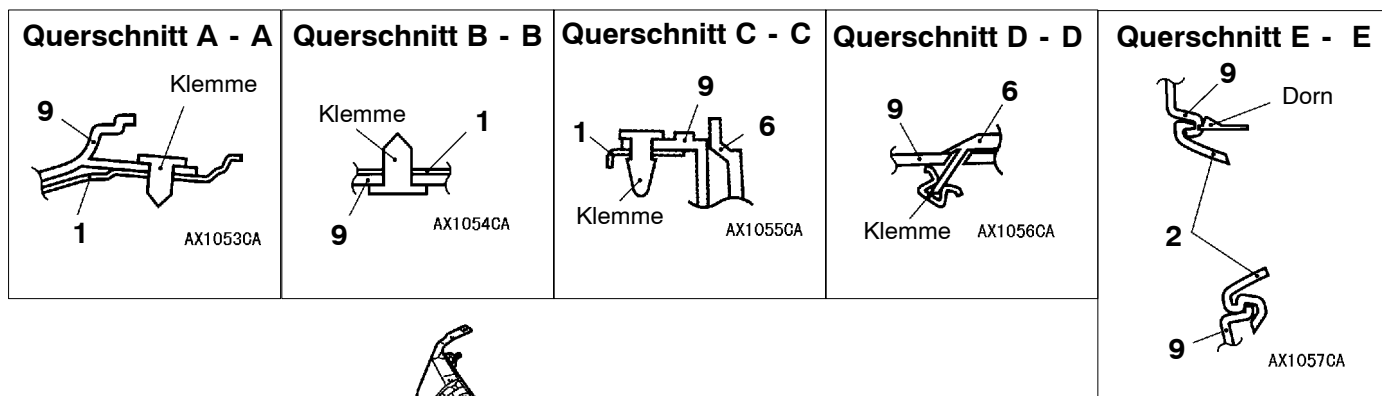 Querschnitt A - A
Klemme
9
1
AX1053CA
Querschnitt B - B
Klemme
1
9
AX1054CA
Querschnitt C - C
9
1
6
Klemme
AX1055CA
Querschnitt D - D
6
9
Klemme
AX1056CA
Querschnitt E - E
9
Dorn
2
9
AX1057CA